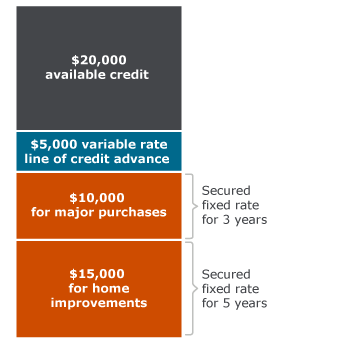 $20,000
available credit
$5,000 variable rate
line of credit advance
$10,000
for major purchases
Secured
fixed rate
for 3 years
$15,000
for home
improvements
Secured
fixed rate
for 5 years